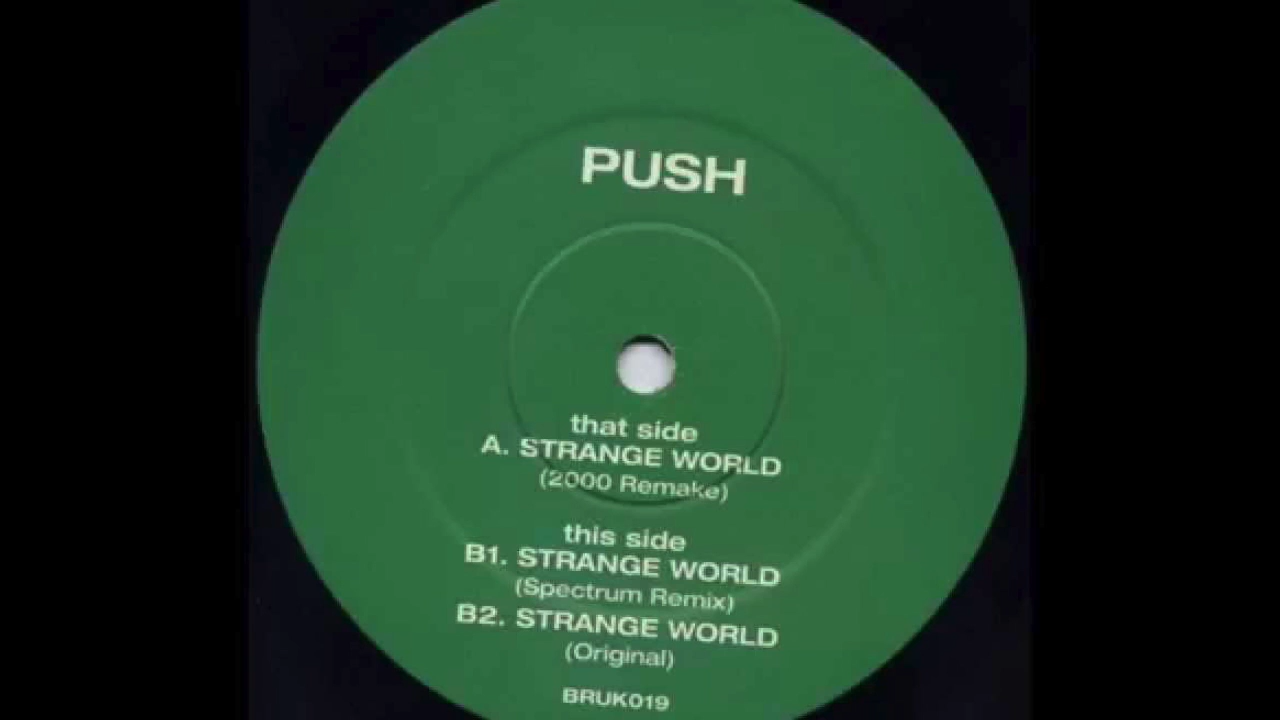 PUSH
that side
A. STRANGE WORLD
(2000 Remake)
this side
B1. STRANGE WORLD
(Spectrum Remix)
B2. STRANGE WORLD
(Original)
BRUK019